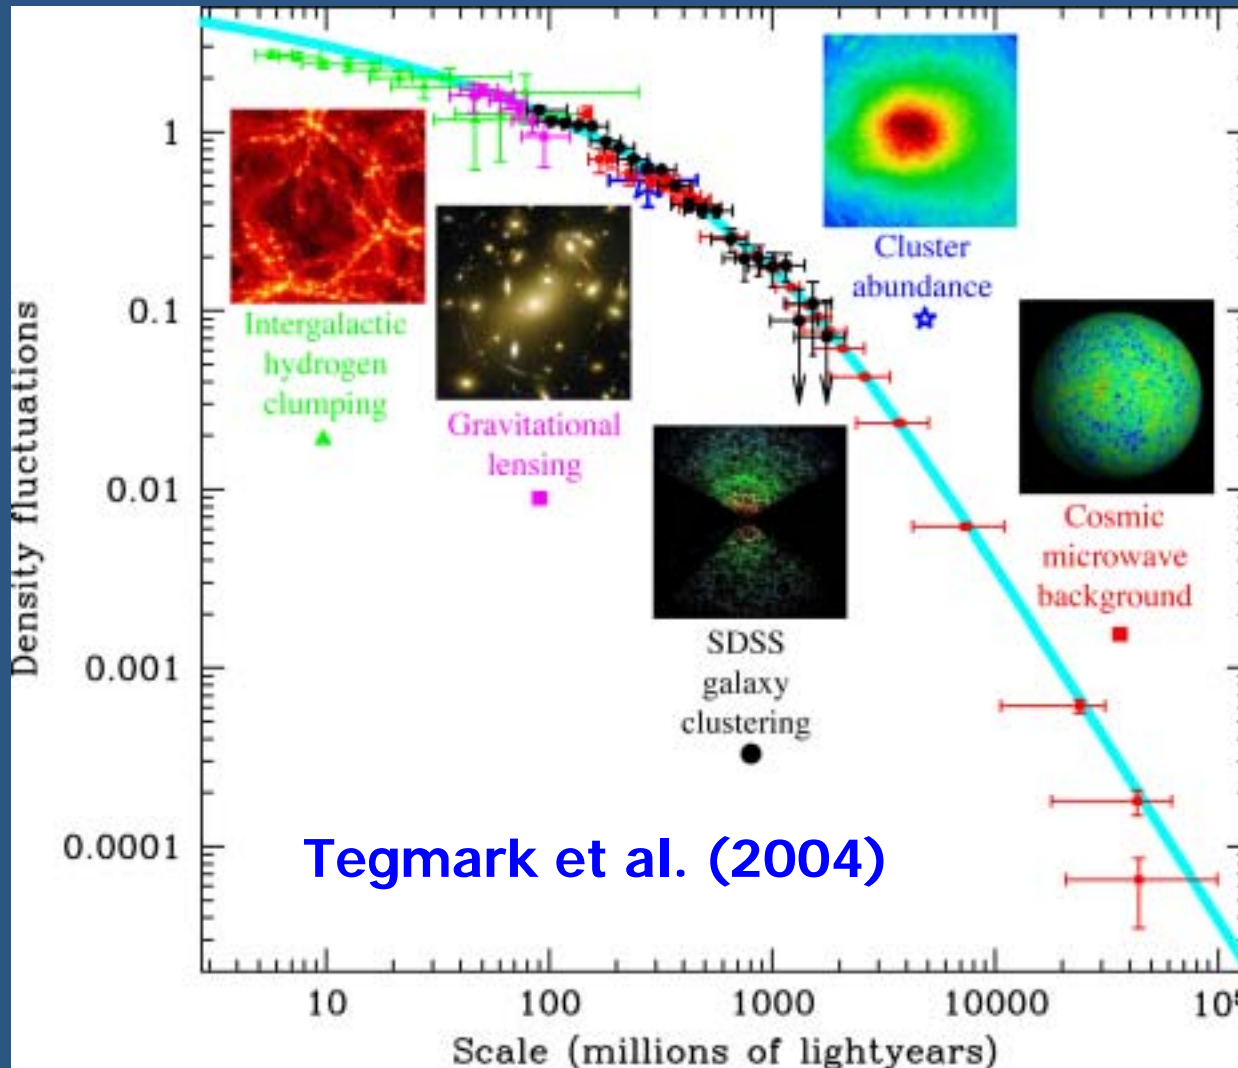 Density fluctuations
1
0.1
0.01
0.001
0.0001
Intergalactic
hydrogen
clumping
Gravitational
lensing
Cluster
abundance
SDSS
galaxy
clustering
Cosmic
microwave
background
Tegmark et al. (2004)
10
100
1000
10000
Scale (millions of lightyears)